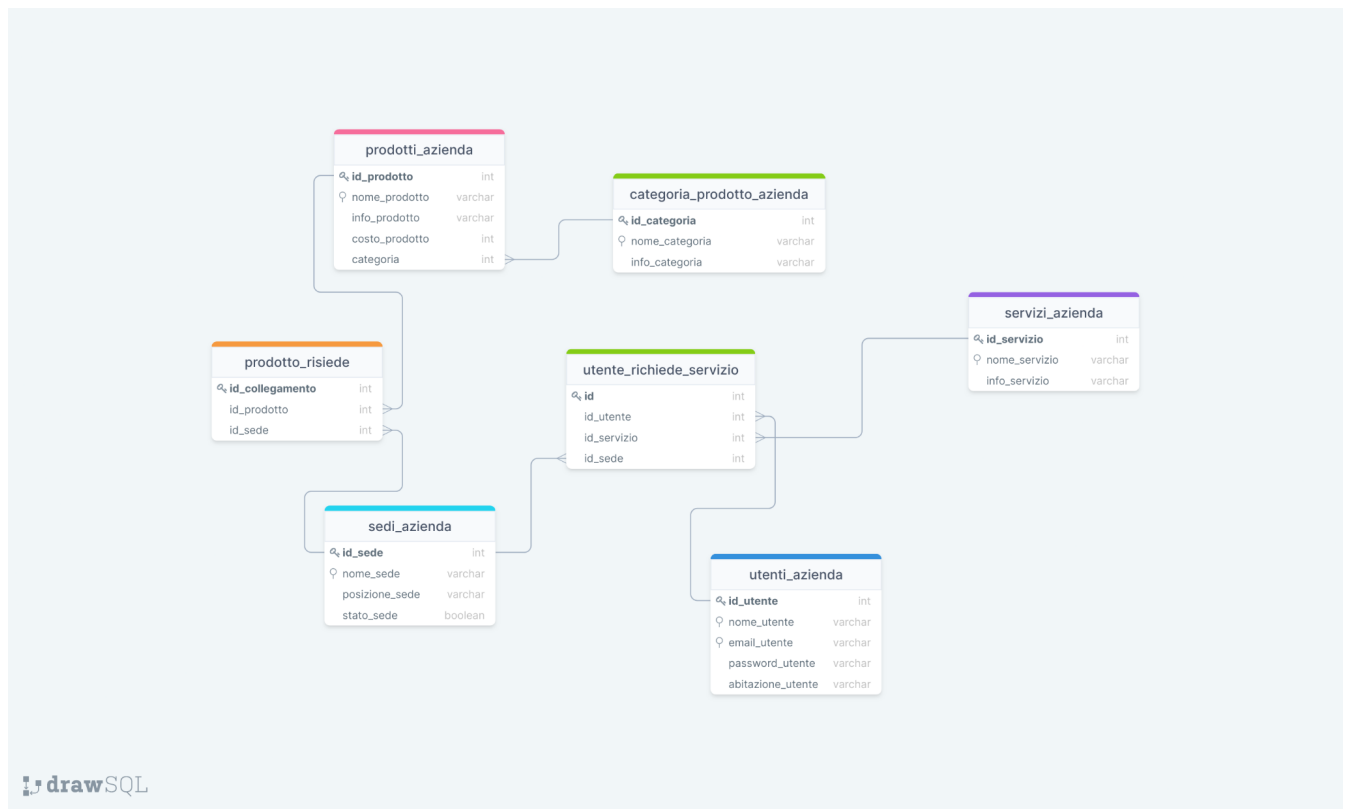 prodotti_azienda
id_prodotto int
nome_prodotto varchar
info_prodotto varchar
costo_prodotto int
categoria int
categoria_prodotto_azienda
id_categoria int
nome_categoria varchar
info_categoria varchar
servizi_azienda
id_servizio int
nome_servizio varchar
info_servizio varchar
prodotto_risiede
id_collegamento int
id_prodotto int
id_sede int
utente_richiede_servizio
id int
id_utente int
id_servizio int
id_sede int
sedi_azienda
id_sede int
nome_sede varchar
posizione_sede varchar
stato_sede boolean
utenti_azienda
id_utente int
nome_utente varchar
email_utente varchar
password_utente varchar
abitazione_utente varchar
drawSQL